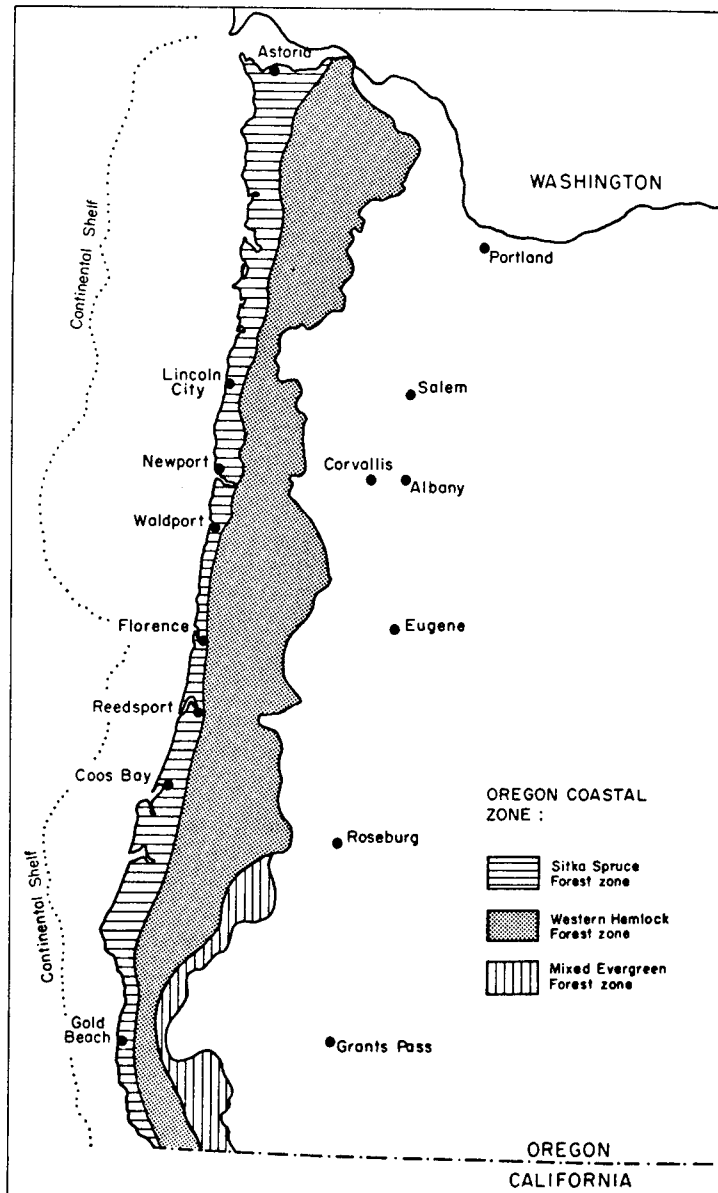 Astoria
WASHINGTON
Portland
Continental Shelf
Lincoln
City
Salem
Newport
Corvallis
Albany
Waldport
Florence
Eugene
Reedsport
Coos Bay
OREGON COASTAL
ZONE :
Roseburg
Sitka Spruce
Forest zone
Western Hemlock
Forest zone
Mixed Evergreen
Forest zone
Continental Shelf
Gold
Beach
Grants Pass
OREGON
CALIFORNIA